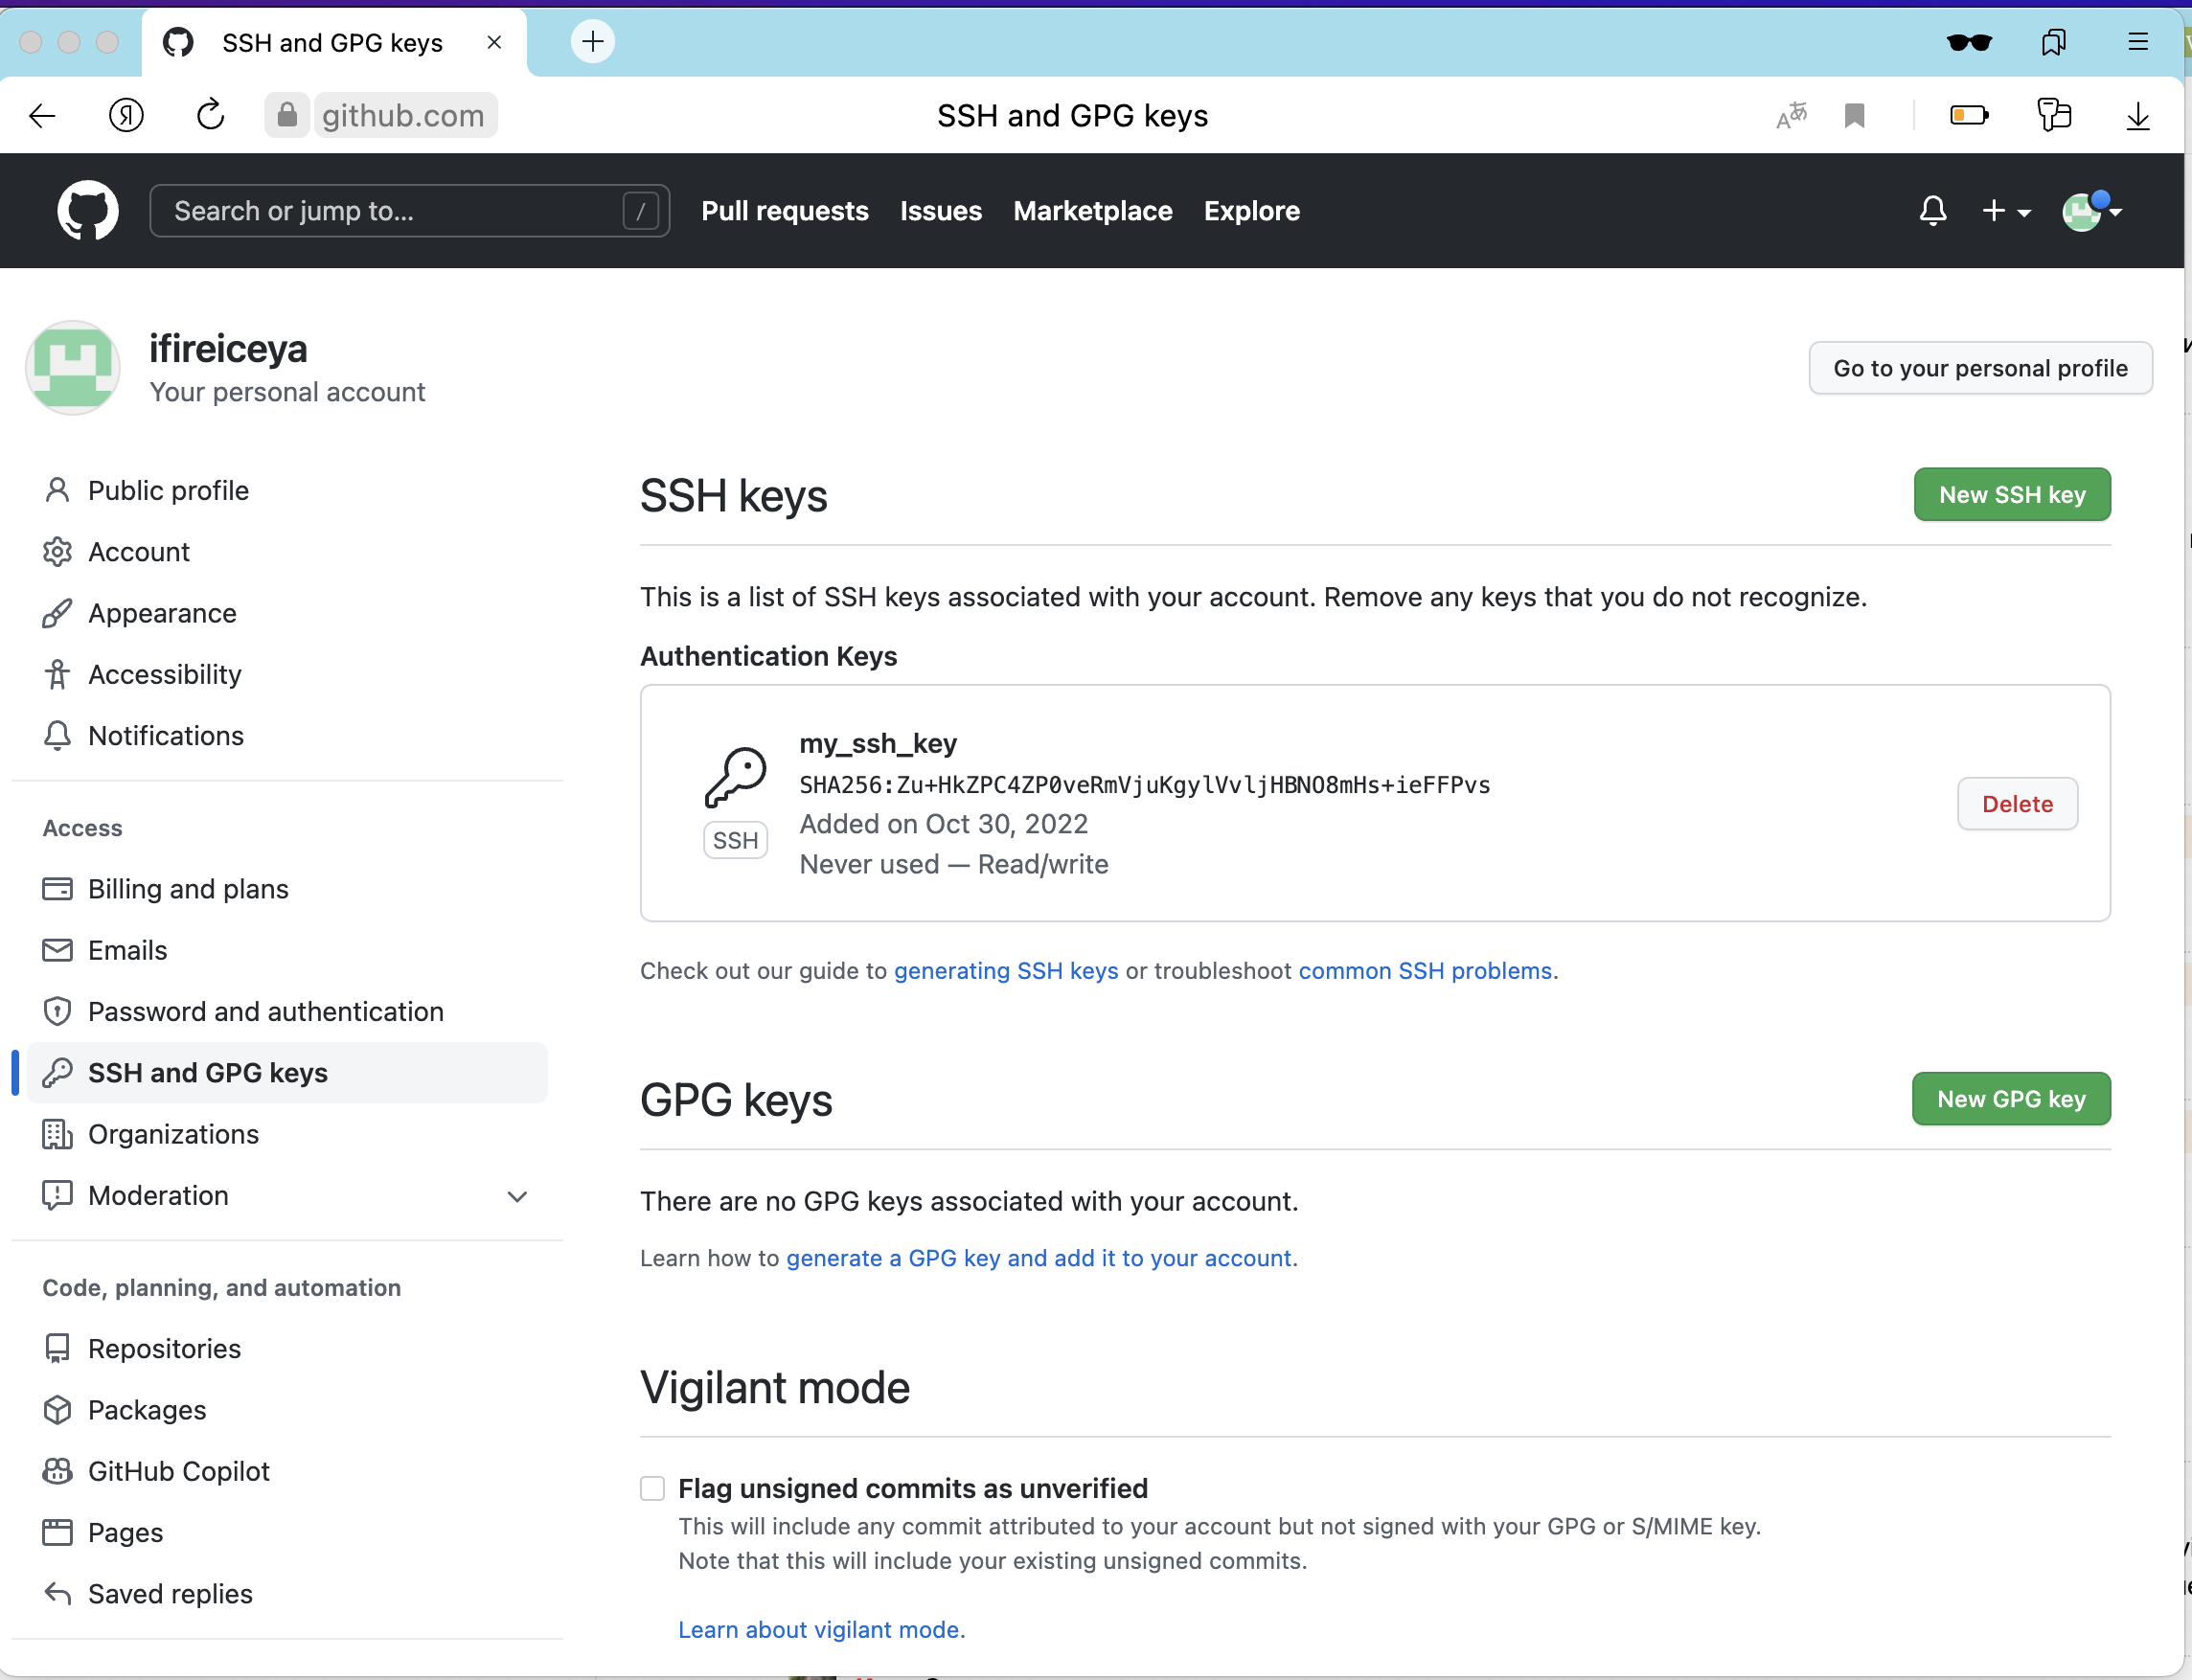 SSH and GPG keys
github.com
SSH and GPG keys
Search or jump to...
/
Pull requests
Issues
Marketplace
Explore
ifireiceya
Your personal account
Go to your personal profile
Public profile
Account
Appearance
Accessibility
Notifications
Access
Billing and plans
Emails
Password and authentication
SSH and GPG keys
Organizations
Moderation
Code, planning, and automation
Repositories
Packages
GitHub Copilot
Pages
Saved replies
SSH keys
New SSH key
This is a list of SSH keys associated with your account. Remove any keys that you do not recognize.
Authentication Keys
my_ssh_key
SHA256:Zu+HkZPC4ZP0veRmVjuKgylVvljHBNO8mHs+ieFFPvs
Added on Oct 30, 2022
Never used — Read/write
SSH
Delete
Check out our guide to generating SSH keys or troubleshoot common SSH problems.
GPG keys
New GPG key
There are no GPG keys associated with your account.
Learn how to generate a GPG key and add it to your account.
Vigilant mode
Flag unsigned commits as unverified
This will include any commit attributed to your account but not signed with your GPG or S/MIME key.
Note that this will include your existing unsigned commits.
Learn about vigilant mode.